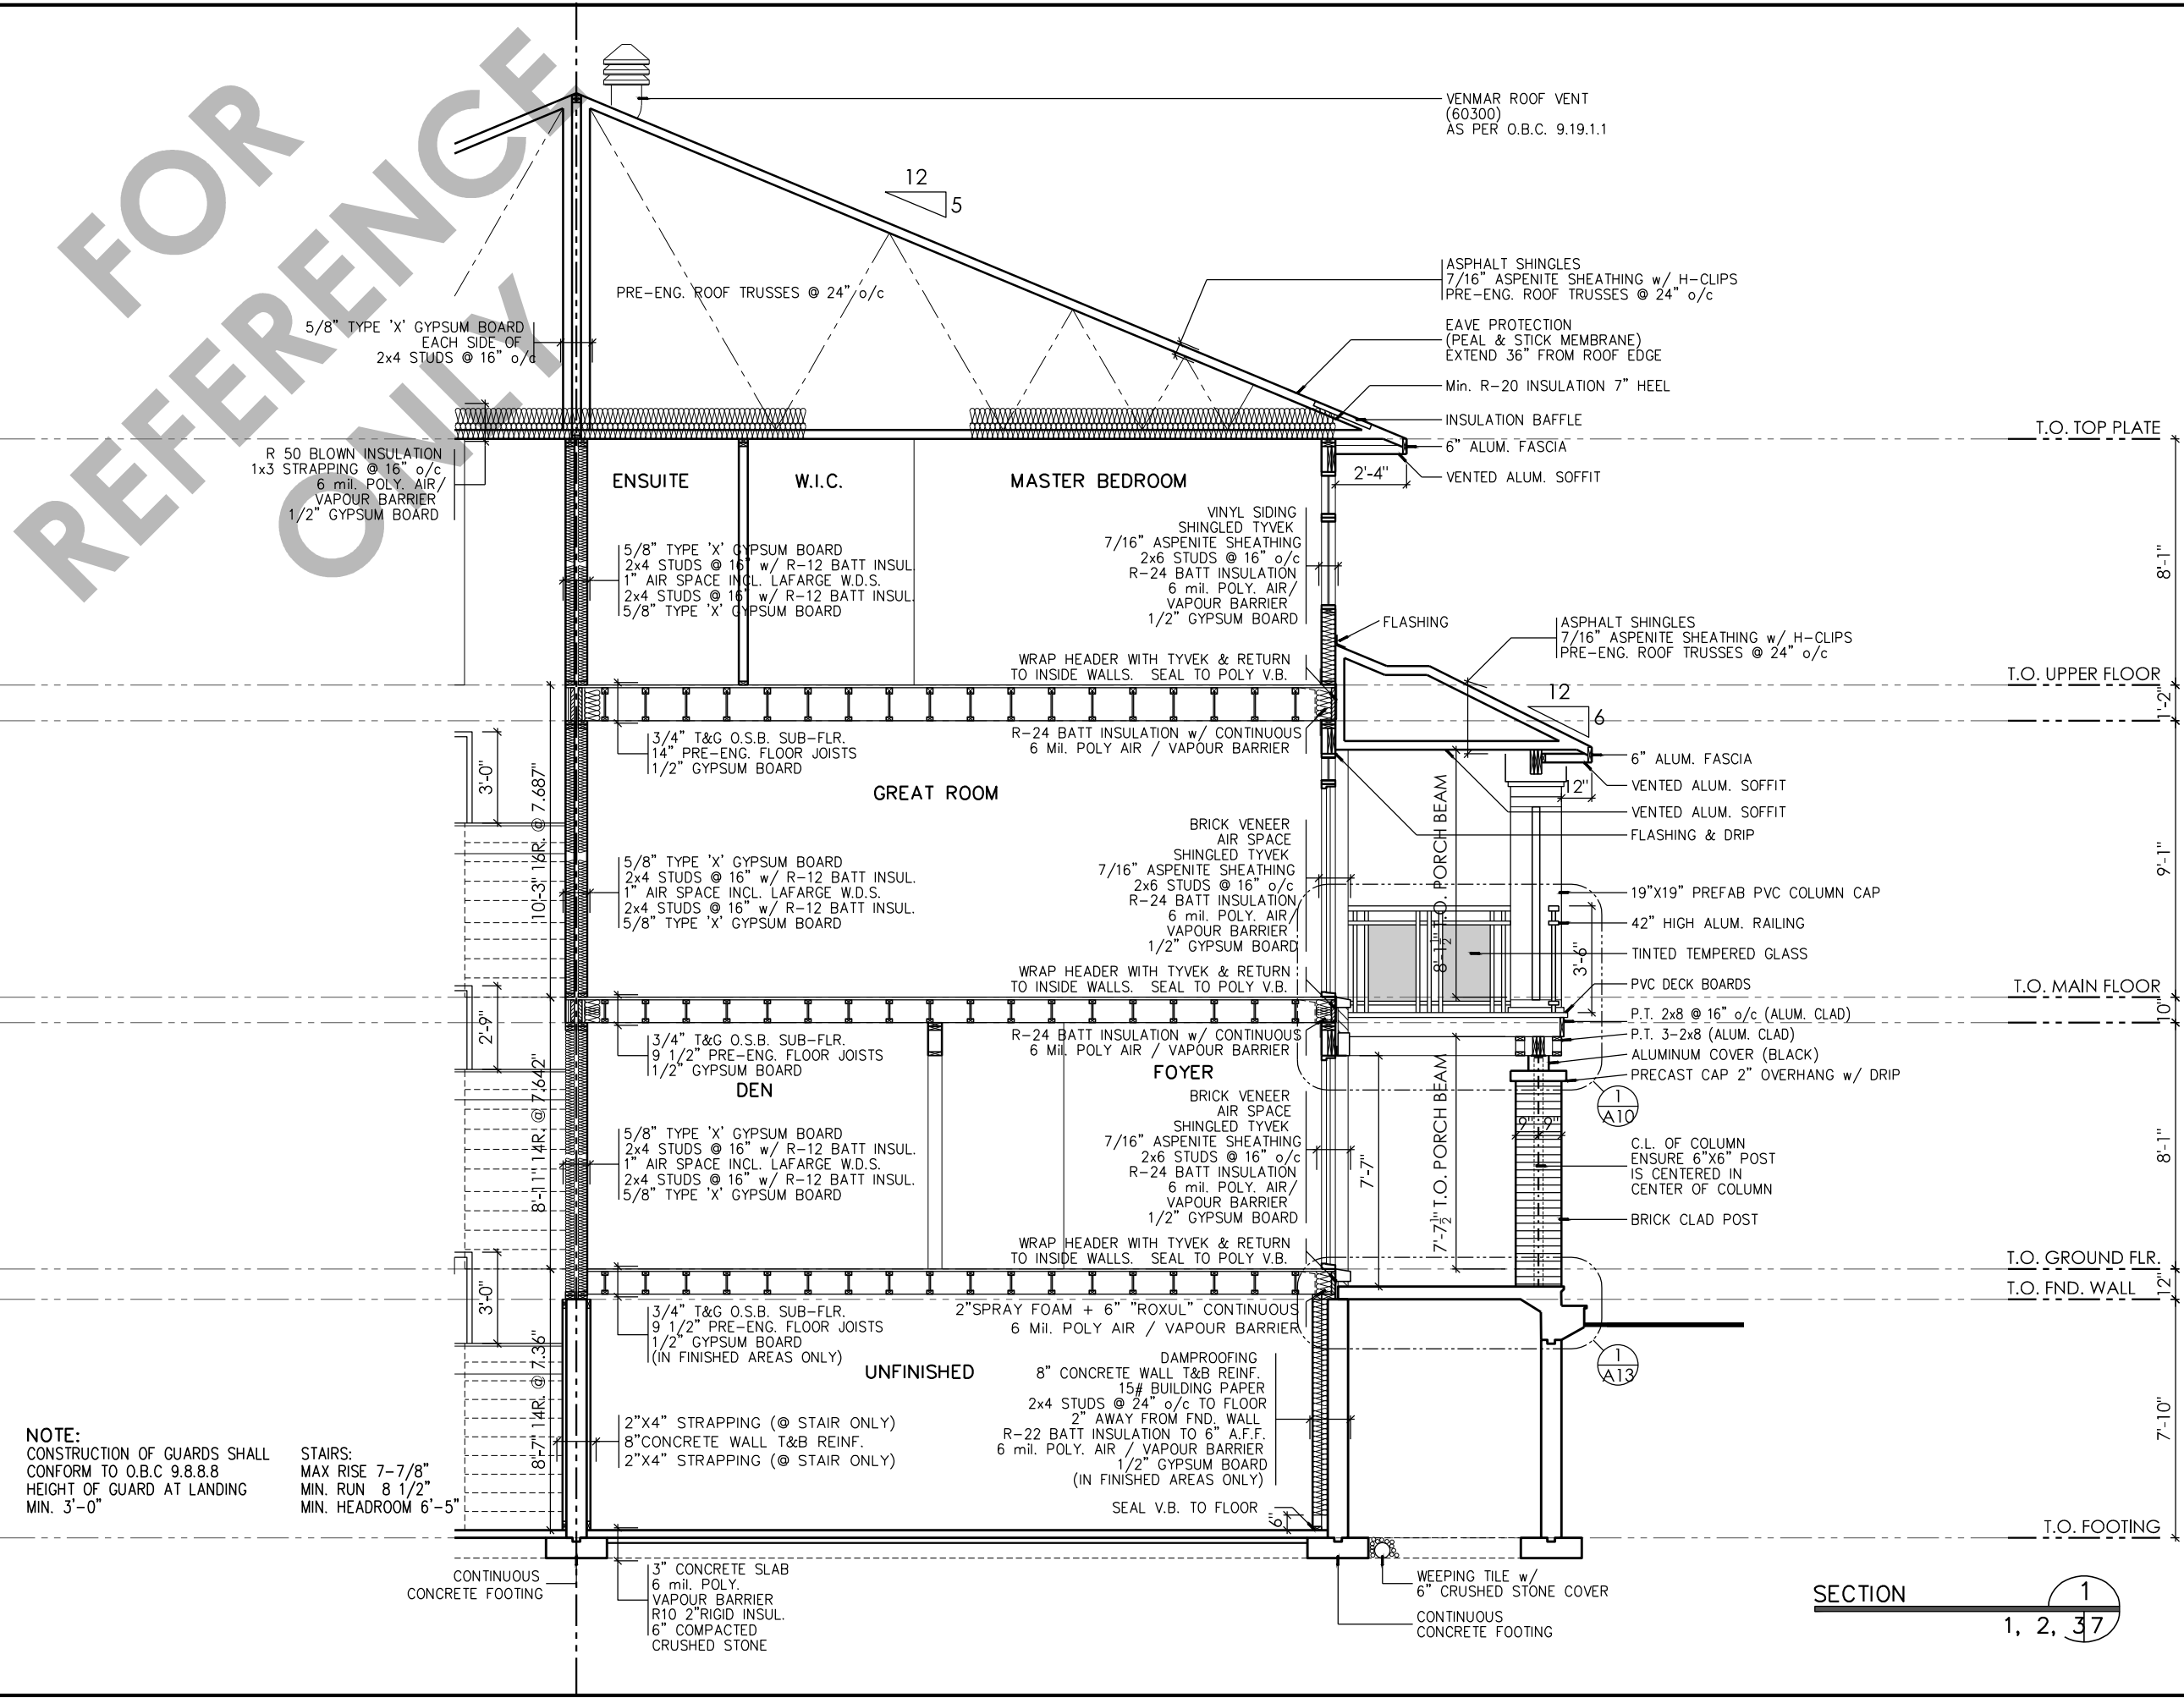 FOR
REFERENCE
ONLY
VENMAR ROOF VENT
(60300)
AS PER O.B.C. 9.19.1.1
12
5
PRE-ENG. ROOF TRUSSES @ 24" o/c
ASPHALT SHINGLES
7/16" ASPENITE SHEATHING w/ H-CLIPS
PRE-ENG. ROOF TRUSSES @ 24" o/c
5/8" TYPE 'X' GYPSUM BOARD
EACH SIDE OF
2x4 STUDS @ 16" o/c
EAVE PROTECTION
(PEAL & STICK MEMBRANE)
EXTEND 36" FROM ROOF EDGE
Min. R-20 INSULATION 7" HEEL
INSULATION BAFFLE
6" ALUM. FASCIA
VENTED ALUM. SOFFIT
2'-4"
T.O. TOP PLATE
R 50 BLOWN INSULATION
1x3 STRAPPING @ 16" o/c
6 mil. POLY. AIR/
VAPOUR BARRIER
1/2" GYPSUM BOARD
ENSUITE
W.I.C.
MASTER BEDROOM
5/8" TYPE 'X' GYPSUM BOARD
2x4 STUDS @ 16" w/ R-12 BATT INSUL.
1" AIR SPACE INCL. LAFARGE W.D.S.
2x4 STUDS @ 16" w/ R-12 BATT INSUL.
5/8" TYPE 'X' GYPSUM BOARD
VINYL SIDING
SHINGLED TYVEK
7/16" ASPENITE SHEATHING
2x6 STUDS @ 16" o/c
R-24 BATT INSULATION
6 mil. POLY. AIR/
VAPOUR BARRIER
1/2" GYPSUM BOARD
8'-1"
FLASHING
ASPHALT SHINGLES
7/16" ASPENITE SHEATHING w/ H-CLIPS
PRE-ENG. ROOF TRUSSES @ 24" o/c
WRAP HEADER WITH TYVEK & RETURN
TO INSIDE WALLS. SEAL TO POLY V.B.
T.O. UPPER FLOOR
1'-2"
12
6
3/4" T&G O.S.B. SUB-FLR.
14" PRE-ENG. FLOOR JOISTS
1/2" GYPSUM BOARD
R-24 BATT INSULATION w/ CONTINUOUS
6 Mil. POLY AIR / VAPOUR BARRIER
6" ALUM. FASCIA
VENTED ALUM. SOFFIT
12"
VENTED ALUM. SOFFIT
FLASHING & DRIP
3'-0"
10'-3" 16R. @ 7.687"
GREAT ROOM
8'-1½" T.O. PORCH BEAM
9'-1"
5/8" TYPE 'X' GYPSUM BOARD
2x4 STUDS @ 16" w/ R-12 BATT INSUL.
1" AIR SPACE INCL. LAFARGE W.D.S.
2x4 STUDS @ 16" w/ R-12 BATT INSUL.
5/8" TYPE 'X' GYPSUM BOARD
BRICK VENEER
AIR SPACE
SHINGLED TYVEK
7/16" ASPENITE SHEATHING
2x6 STUDS @ 16" o/c
R-24 BATT INSULATION
6 mil. POLY. AIR/
VAPOUR BARRIER
1/2" GYPSUM BOARD
19"X19" PREFAB PVC COLUMN CAP
42" HIGH ALUM. RAILING
TINTED TEMPERED GLASS
3'-6"
PVC DECK BOARDS
P.T. 2x8 @ 16" o/c (ALUM. CLAD)
P.T. 3-2x8 (ALUM. CLAD)
ALUMINUM COVER (BLACK)
PRECAST CAP 2" OVERHANG w/ DRIP
WRAP HEADER WITH TYVEK & RETURN
TO INSIDE WALLS. SEAL TO POLY V.B.
T.O. MAIN FLOOR
10"
2'-9"
8'-11" 14R. @ 7.642"
3/4" T&G O.S.B. SUB-FLR.
9 1/2" PRE-ENG. FLOOR JOISTS
1/2" GYPSUM BOARD
DEN
R-24 BATT INSULATION w/ CONTINUOUS
6 Mil. POLY AIR / VAPOUR BARRIER
FOYER
1
A10
9" 9"
7'-7"
7'-7½" T.O. PORCH BEAM
8'-1"
5/8" TYPE 'X' GYPSUM BOARD
2x4 STUDS @ 16" w/ R-12 BATT INSUL.
1" AIR SPACE INCL. LAFARGE W.D.S.
2x4 STUDS @ 16" w/ R-12 BATT INSUL.
5/8" TYPE 'X' GYPSUM BOARD
BRICK VENEER
AIR SPACE
SHINGLED TYVEK
7/16" ASPENITE SHEATHING
2x6 STUDS @ 16" o/c
R-24 BATT INSULATION
6 mil. POLY. AIR/
VAPOUR BARRIER
1/2" GYPSUM BOARD
C.L. OF COLUMN
ENSURE 6"X6" POST
IS CENTERED IN
CENTER OF COLUMN
BRICK CLAD POST
WRAP HEADER WITH TYVEK & RETURN
TO INSIDE WALLS. SEAL TO POLY V.B.
T.O. GROUND FLR.
12"
T.O. FND. WALL
3'-0"
8'-7" 14R. @ 7.36"
3/4" T&G O.S.B. SUB-FLR.
9 1/2" PRE-ENG. FLOOR JOISTS
1/2" GYPSUM BOARD
(IN FINISHED AREAS ONLY)
2"SPRAY FOAM + 6" "ROXUL" CONTINUOUS
6 Mil. POLY AIR / VAPOUR BARRIER
UNFINISHED
1
A13
DAMPROOFING
8" CONCRETE WALL T&B REINF.
15# BUILDING PAPER
2x4 STUDS @ 24" o/c TO FLOOR
2" AWAY FROM FND. WALL
R-22 BATT INSULATION TO 6" A.F.F.
6 mil. POLY. AIR / VAPOUR BARRIER
1/2" GYPSUM BOARD
(IN FINISHED AREAS ONLY)
2"X4" STRAPPING (@ STAIR ONLY)
8"CONCRETE WALL T&B REINF.
2"X4" STRAPPING (@ STAIR ONLY)
7'-10"
NOTE:
CONSTRUCTION OF GUARDS SHALL
CONFORM TO O.B.C 9.8.8.8
HEIGHT OF GUARD AT LANDING
MIN. 3'-0"
STAIRS:
MAX RISE 7-7/8"
MIN. RUN 8 1/2"
MIN. HEADROOM 6'-5"
SEAL V.B. TO FLOOR
6"
T.O. FOOTING
CONTINUOUS
CONCRETE FOOTING
3" CONCRETE SLAB
6 mil. POLY.
VAPOUR BARRIER
R10 2"RIGID INSUL.
6" COMPACTED
CRUSHED STONE
WEEPING TILE w/
6" CRUSHED STONE COVER
CONTINUOUS
CONCRETE FOOTING
SECTION
1
1, 2, 37